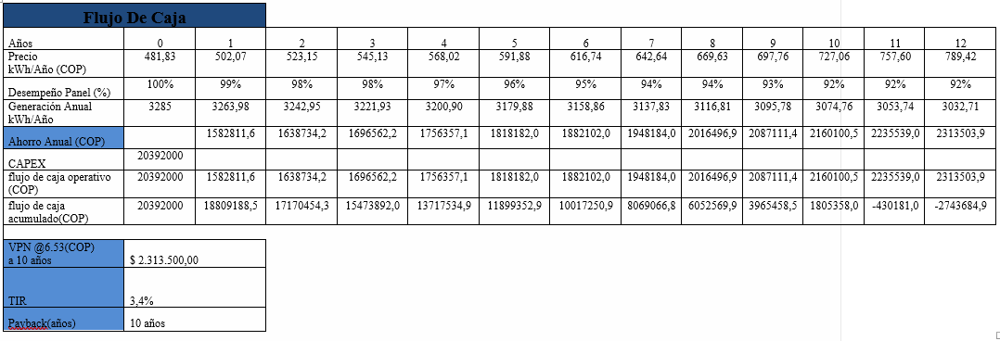 Flujo De Caja
Años 0 1 2 3 4 5 6 7 8 9 10 11 12
Precio
kWh/Año (COP) 481,83 502,07 523,15 545,13 568,02 591,88 616,74 642,64 669,63 697,76 727,06 757,60 789,42
Desempeño Panel (%) 100% 99% 98% 98% 97% 96% 95% 94% 94% 93% 92% 92% 92%
Generación Anual
kWh/Año 3285 3263,98 3242,95 3221,93 3200,90 3179,88 3158,86 3137,83 3116,81 3095,78 3074,76 3053,74 3032,71
Ahorro Anual (COP) 1582811,6 1638734,2 1696562,2 1756357,1 1818182,0 1882102,0 1948184,0 2016496,9 2087111,4 2160100,5 2235539,0 2313503,9
CAPEX 20392000
flujo de caja operativo
(COP) 20392000 1582811,6 1638734,2 1696562,2 1756357,1 1818182,0 1882102,0 1948184,0 2016496,9 2087111,4 2160100,5 2235539,0 2313503,9
flujo de caja
acumulado(COP) 20392000 18809188,5 17170454,3 15473892,0 13717534,9 11899352,9 10017250,9 8069066,8 6052569,9 3965458,5 1805358,0 -430181,0 -2743684,9
VPN @6.53(COP)
a 10 años $ 2.313.500,00
TIR 3,4%
Payback(años) 10 años